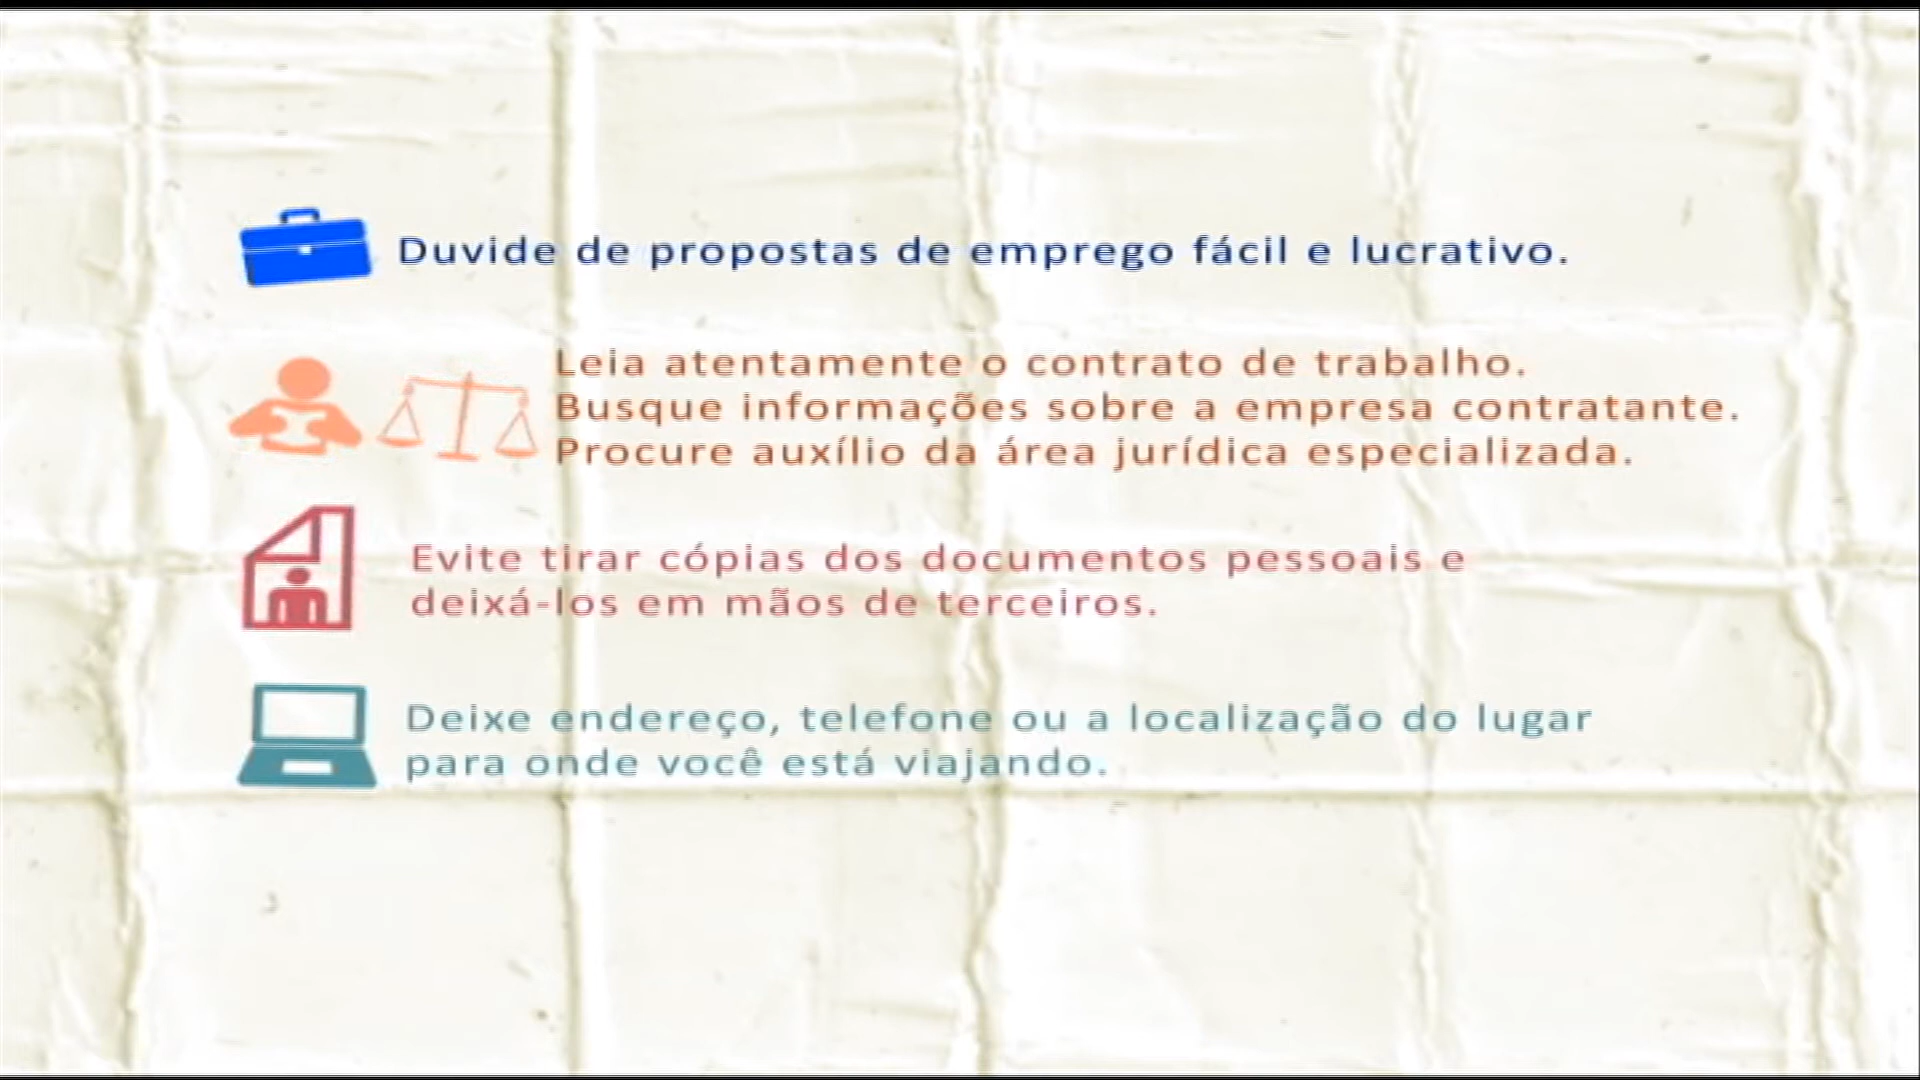 Duvide de propostas de emprego fácil e lucrativo.
Leia atentamente o contrato de trabalho.
Busque informações sobre a empresa contratante.
Procure auxílio da área jurídica especializada.
Evite tirar cópias dos documentos pessoais e
deixá-los em mãos de terceiros.
Deixe endereço, telefone ou a localização do lugar
para onde você está viajando.